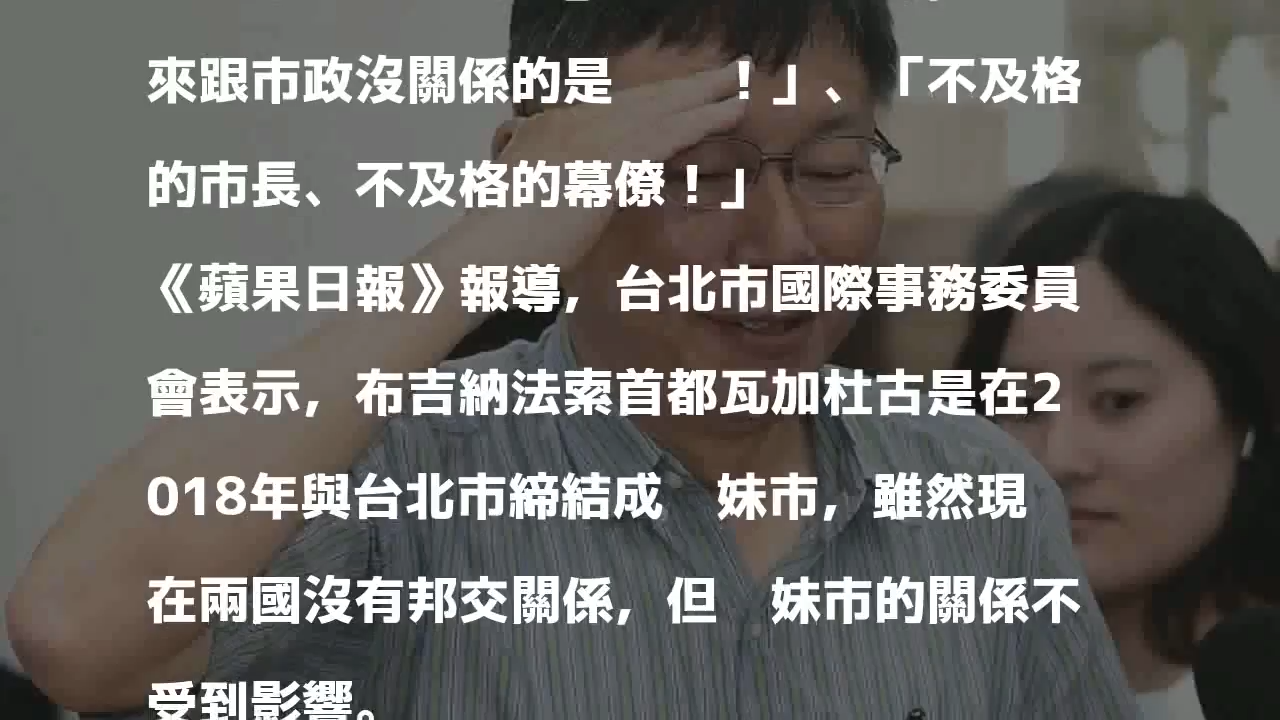 來跟市政沒關係的是　　！」、「不及格
的市長、不及格的幕僚！」
《蘋果日報》報導，台北市國際事務委員
會表示，布吉納法索首都瓦加杜古是在2
018年與台北市締結成　妹市，雖然現
在兩國沒有邦交關係，但　妹市的關係不
受到影響。